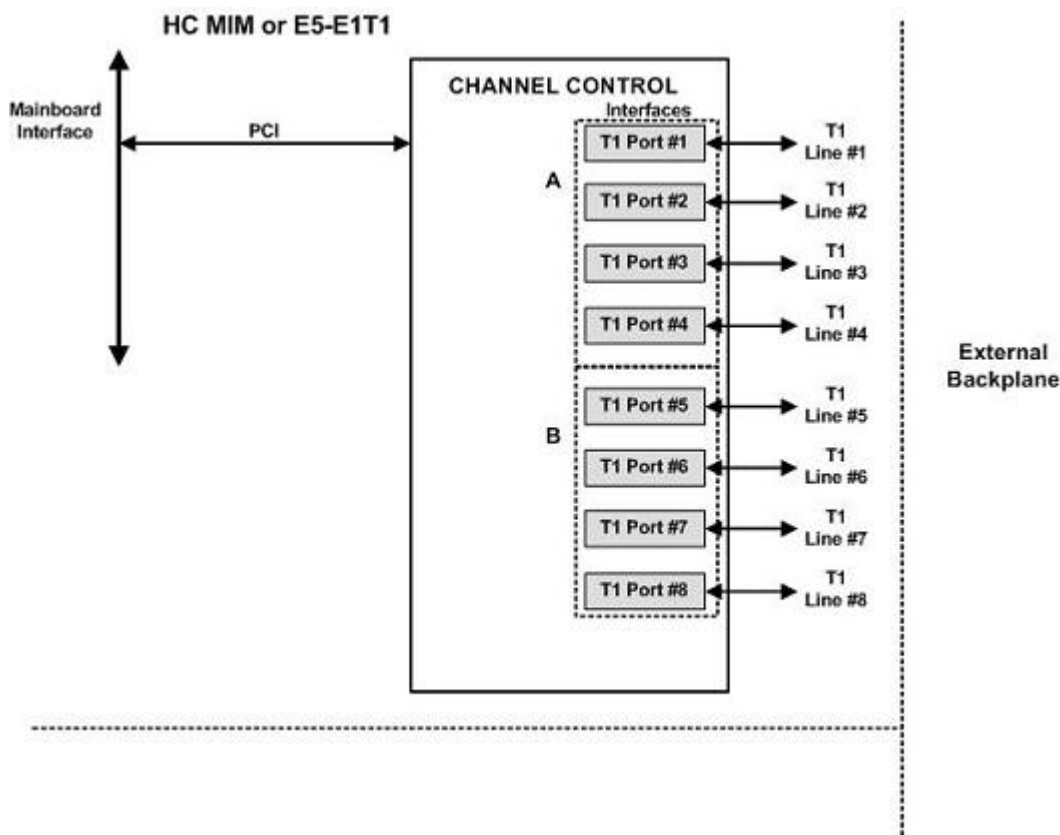 HC MIM or E5-E1T1
Mainboard
Interface
PCI
CHANNEL CONTROL
Interfaces
A
T1 Port #1
T1
Line #1
T1 Port #2
T1
Line #2
T1 Port #3
T1
Line #3
T1 Port #4
T1
Line #4
B
T1 Port #5
T1
Line #5
T1 Port #6
T1
Line #6
T1 Port #7
T1
Line #7
T1 Port #8
T1
Line #8
External
Backplane